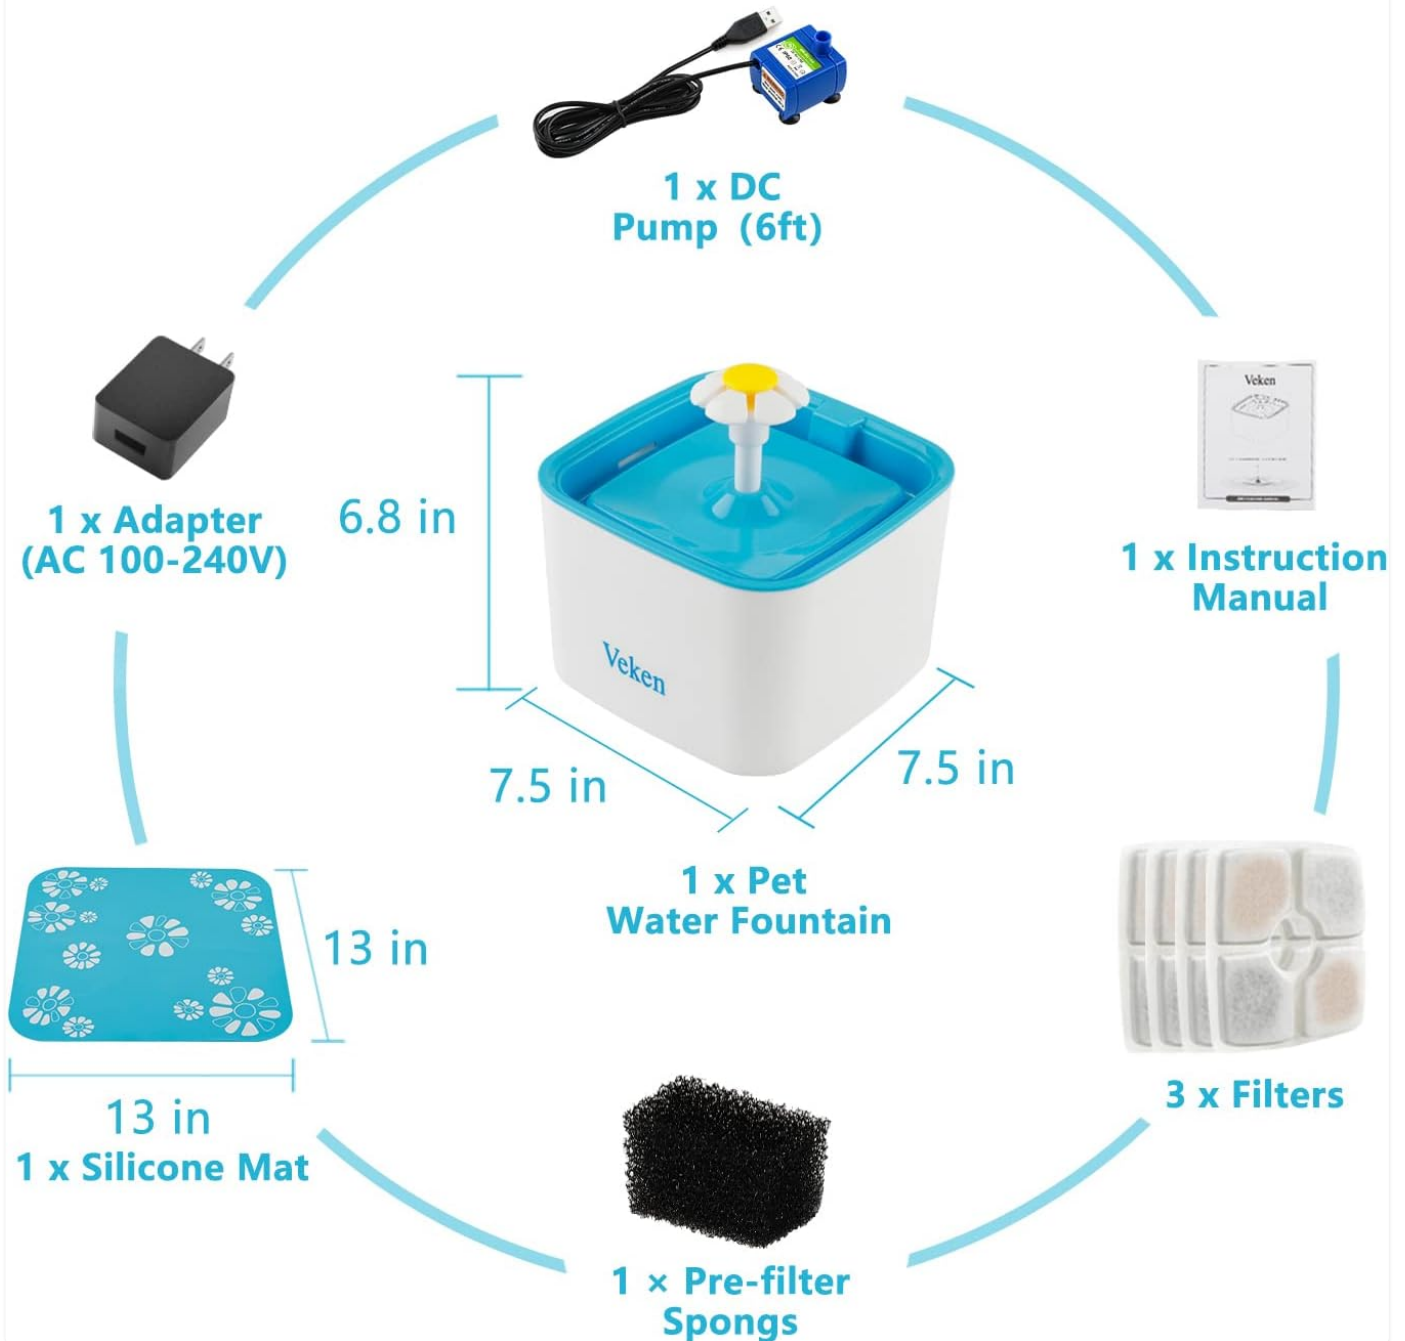 1 x DC
Pump (6ft)
1 x Adapter
(AC 100-240V)
6.8 in
Veken
1 x Instruction
Manual
Veken
7.5 in
7.5 in
1 x Pet
Water Fountain
13 in
13 in
1 x Silicone Mat
3 x Filters
1 × Pre-filter
Spongs